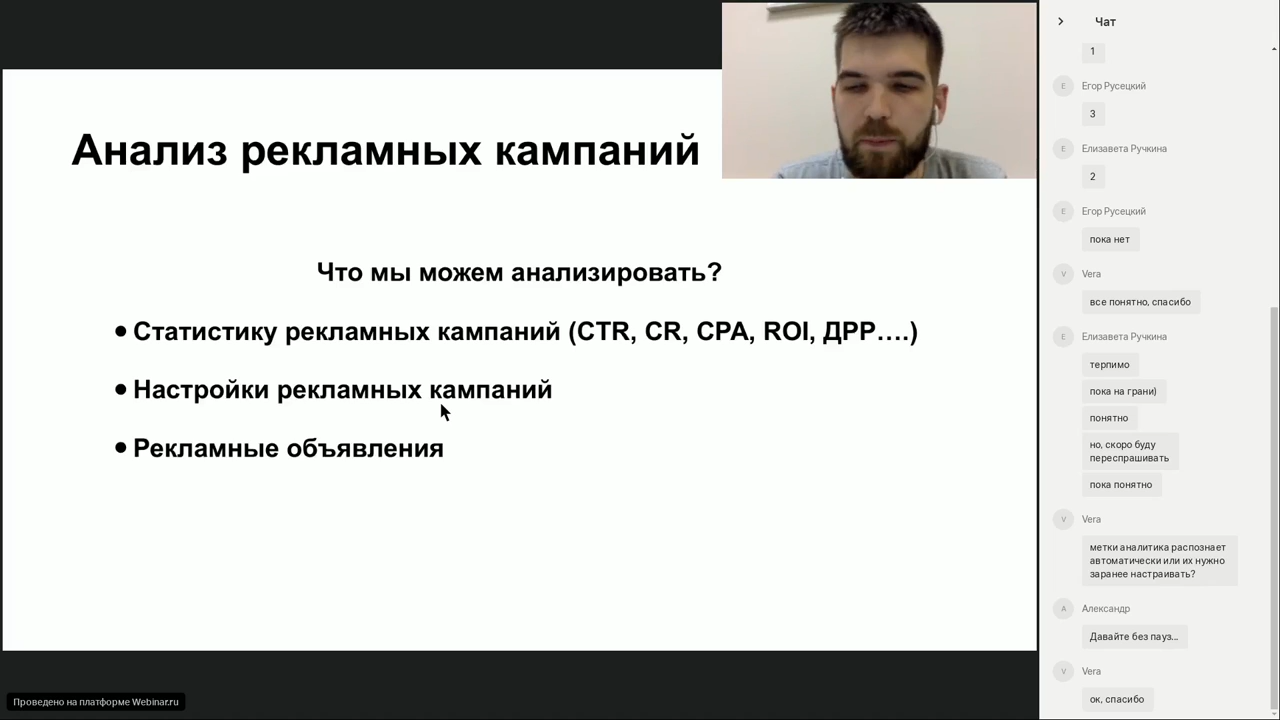 Анализ рекламных кампаний
Что мы можем анализировать?
● Статистику рекламных кампаний (CTR, CR, CPA, ROI, ДРР....)
● Настройки рекламных кампаний
● Рекламные объявления
Проведено на платформе Webinar.ru
Чат
1
Е
Егор Русецкий
3
Е
Елизавета Ручкина
2
Е
Егор Русецкий
пока нет
V
Vera
все понятно, спасибо
Е
Елизавета Ручкина
терпимо
пока на грани)
понятно
но, скоро буду
переспрашивать
пока понятно
V
Vera
метки аналитика распознает
автоматически или их нужно
заранее настраивать?
А
Александр
Давайте без пауз...
V
Vera
ок, спасибо